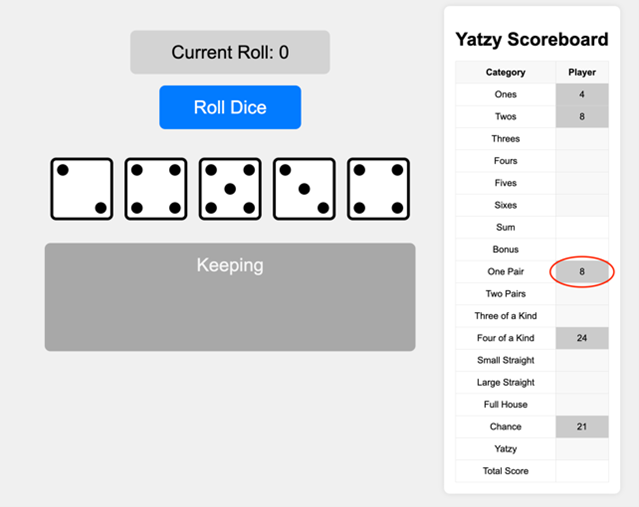 Current Roll: 0
Roll Dice
Keeping
Yatzy Scoreboard
Category Player
Ones 4
Twos 8
Threes
Fours
Fives
Sixes
Sum
Bonus
One Pair 8
Two Pairs
Three of a Kind
Four of a Kind 24
Small Straight
Large Straight
Full House
Chance 21
Yatzy
Total Score